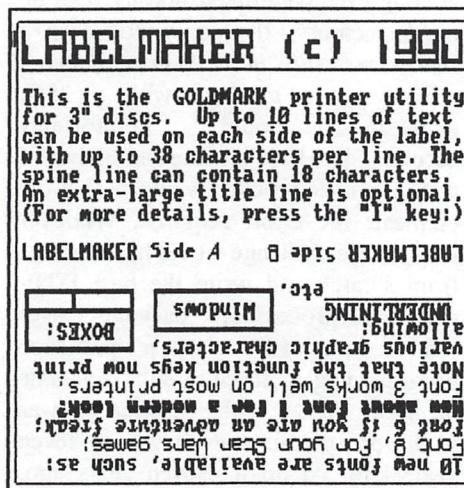 LABELMAKER (c) 1990
This is the GOLDMARK printer utility
for 3" discs. Up to 10 lines of text
can be used on each side of the label,
with up to 38 characters per line. The
spine line can contain 18 characters.
An extra-large title line is optional.
(For more details, press the "I" key:)
LABELMAKER Side A
LABELMAKER Side B
10 new fonts are available, such as:
Font 8, for your Star Wars games;
Font 6 if you are an adventure freak;
How about Font 1 for a modern look?
Font 3 works well on most printers;
Note that the function keys now print
various graphic characters,
allowing: BOXES:
UNDERLINING Windows
etc.